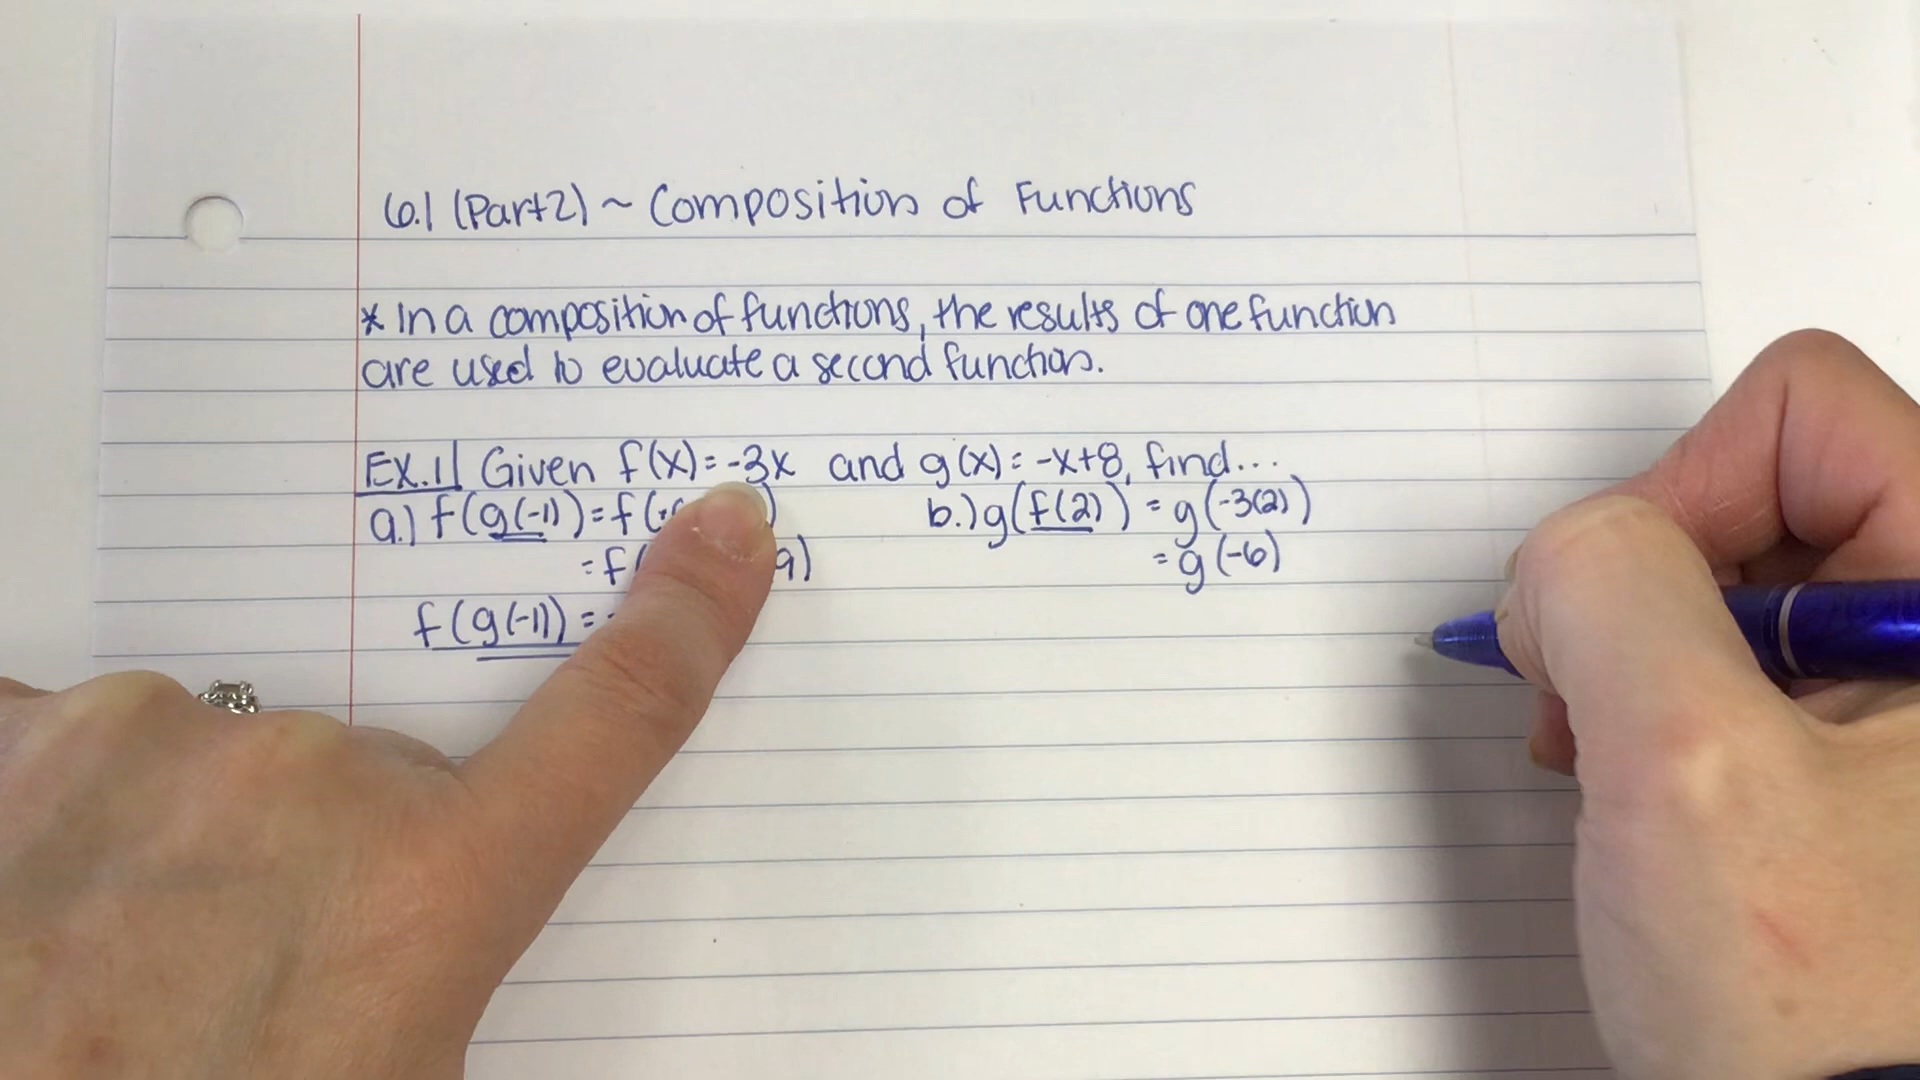 6.1 (Part 2) ~ Composition of Functions
* In a composition of functions, the results of one function
are used to evaluate a second function.
EX. 1 Given f(x) = -3x and g(x) = -x+8, find...
a.) f(g(-1)) = f(
= f( 9)
f(g(-1)) = -
b.) g(f(2)) = g(-3(2))
= g(-6)